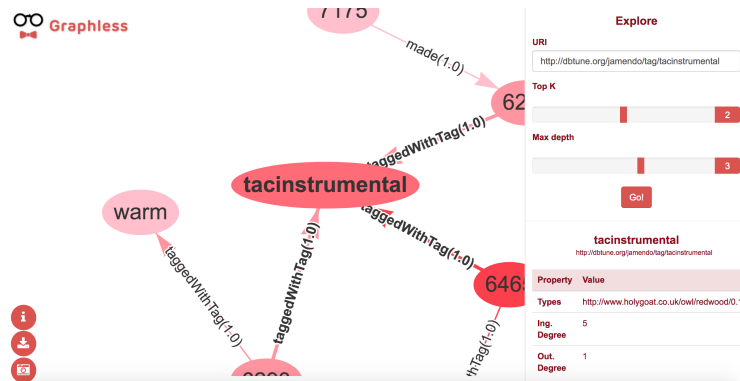 Graphless
7175
made(1.0)
62
taggedWithTag(1.0)
tacinstrumental
warm
taggedWithTag(1.0)
taggedWithTag(1.0)
taggedWithTag(1.0)
6465
Explore
URI
http://dbtune.org/jamendo/tag/tacinstrumental
Top K
2
Max depth
3
Go!
tacinstrumental
http://dbtune.org/jamendo/tag/tacinstrumental
Property Value
Types http://www.holygoat.co.uk/owl/redwood/0.1
Ing. Degree 5
Out. Degree 1